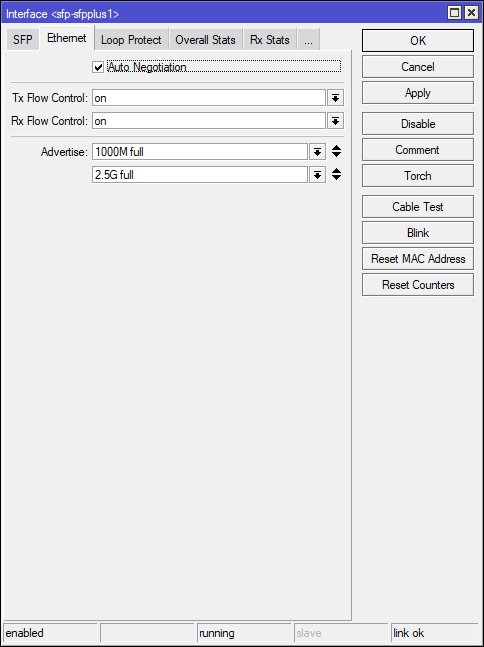 Interface <sfp-sfpplus1>
SFP Ethernet Loop Protect Overall Stats Rx Stats ...
Auto Negotiation
Tx Flow Control: on
Rx Flow Control: on
Advertise: 1000M full
2.5G full
OK
Cancel
Apply
Disable
Comment
Torch
Cable Test
Blink
Reset MAC Address
Reset Counters
enabled running slave link ok